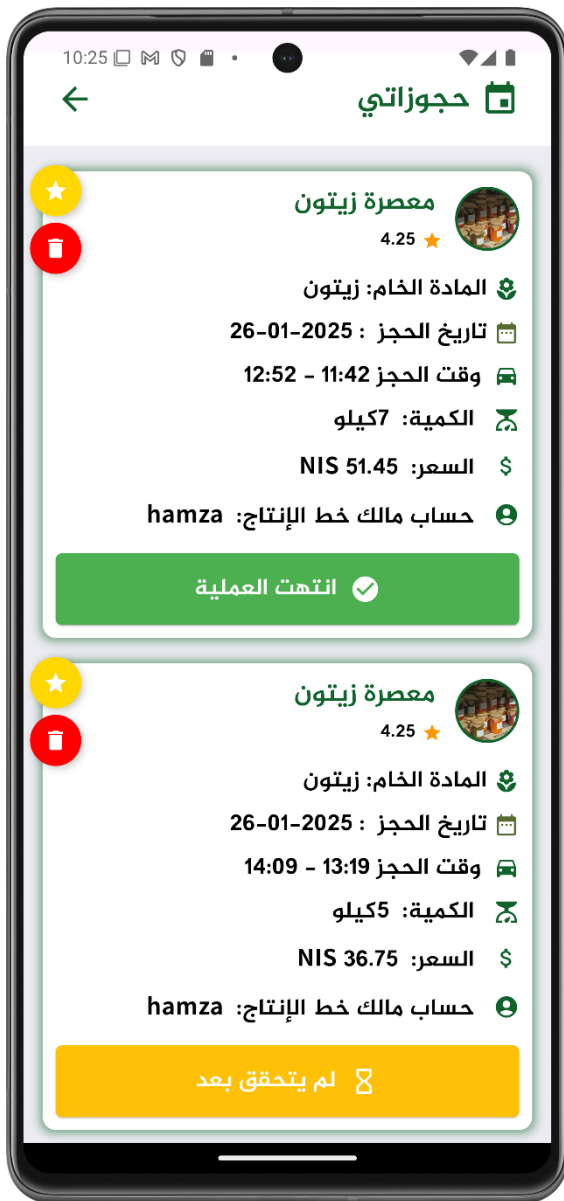 10:25
حجوزاتي
معصرة زيتون
4.25
المادة الخام: زيتون
تاريخ الحجز : 2025-01-26
وقت الحجز 11:42 - 12:52
الكمية: 7كيلو
السعر: 51.45 NIS
حساب مالك خط الإنتاج: hamza
انتهت العملية
معصرة زيتون
4.25
المادة الخام: زيتون
تاريخ الحجز : 2025-01-26
وقت الحجز 13:19 - 14:09
الكمية: 5كيلو
السعر: 36.75 NIS
حساب مالك خط الإنتاج: hamza
لم يتحقق بعد